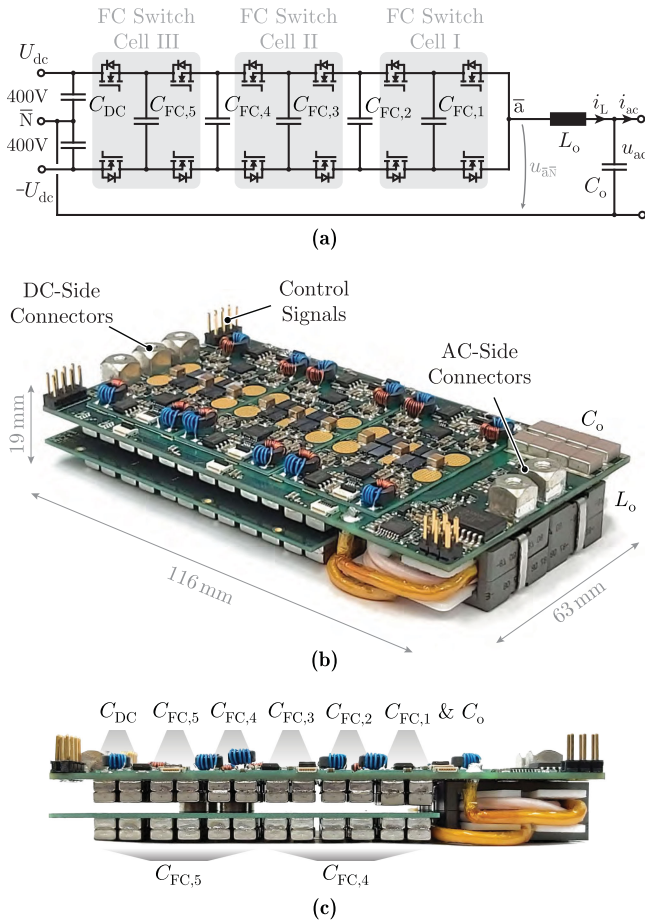 FC Switch Cell III
FC Switch Cell II
FC Switch Cell I
U_dc
400V
N̅
400V
-U_dc
C_DC
C_FC,5
C_FC,4
C_FC,3
C_FC,2
C_FC,1
a̅
i_L
i_ac
L_o
u_a̅N̅
C_o
u_ac
(a)
DC-Side
Connectors
Control
Signals
AC-Side
Connectors
C_o
L_o
19 mm
116 mm
63 mm
(b)
C_DC C_FC,5 C_FC,4 C_FC,3 C_FC,2 C_FC,1 & C_o
C_FC,5
C_FC,4
(c)